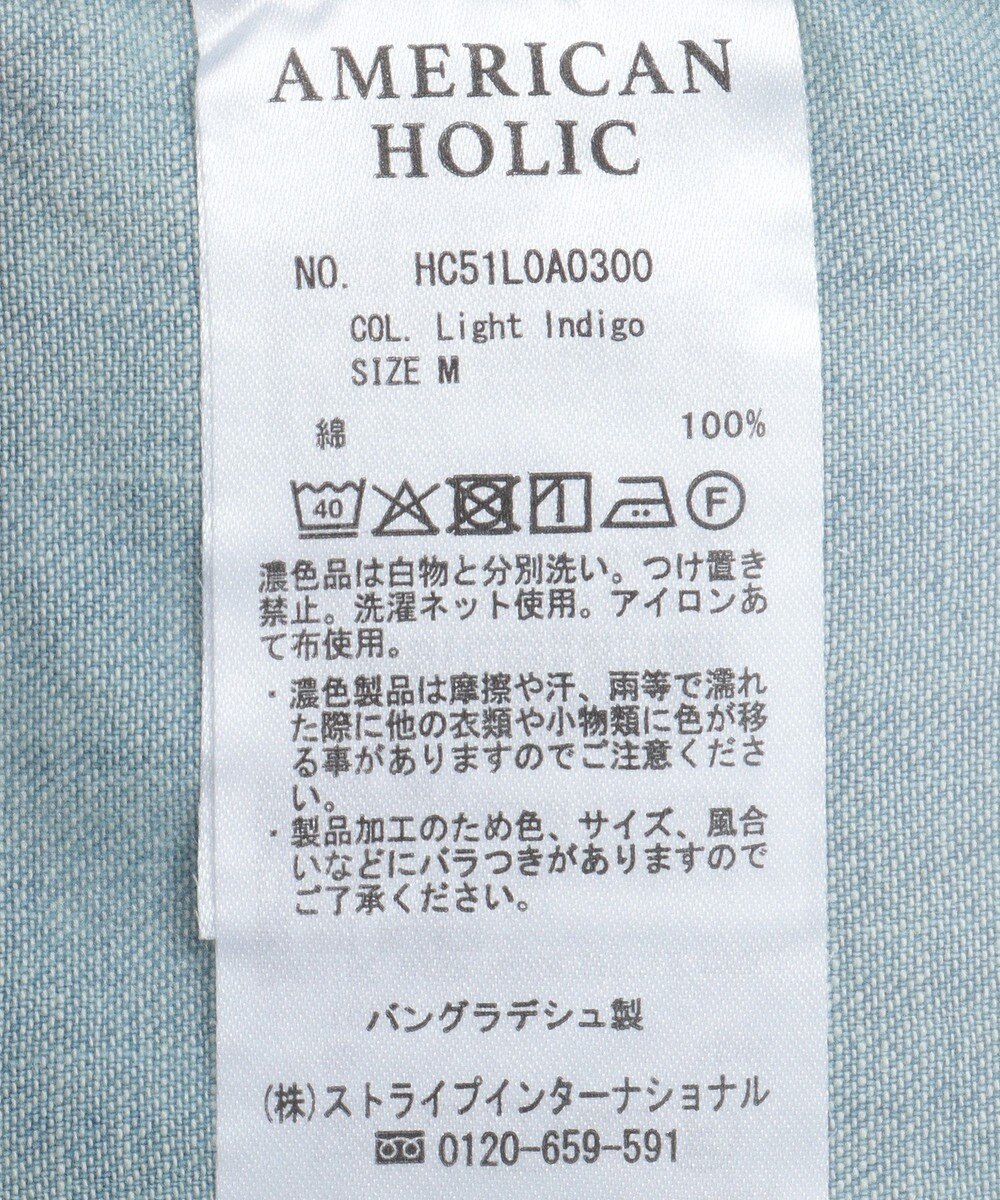 AMERICAN
HOLIC
NO. HC51L0A0300
COL. Light Indigo
SIZE M
綿 100%
40 F
濃色品は白物と分別洗い。つけ置き
禁止。洗濯ネット使用。アイロンあ
て布使用。
・濃色製品は摩擦や汗、雨等で濡れ
た際に他の衣類や小物類に色が移
る事がありますのでご注意くださ
い。
・製品加工のため色、サイズ、風合
いなどにバラつきがありますので
ご了承ください。
バングラデシュ製
(株)ストライプインターナショナル
0120-659-591